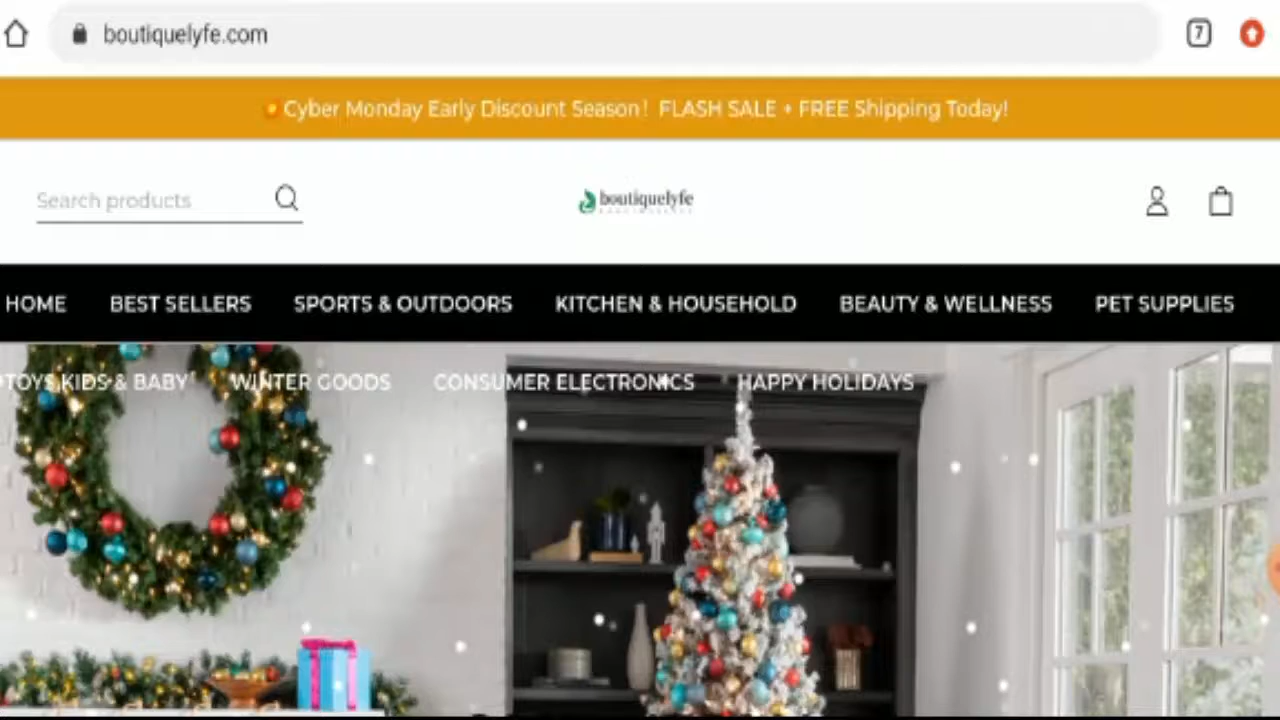 7
boutiquelyfe.com
Cyber Monday Early Discount Season! FLASH SALE + FREE Shipping Today!
Search products
boutiquelyfe
HOME BEST SELLERS SPORTS & OUTDOORS KITCHEN & HOUSEHOLD BEAUTY & WELLNESS PET SUPPLIES
TOYS KIDS & BABY WINTER GOODS CONSUMER ELECTRONICS HAPPY HOLIDAYS